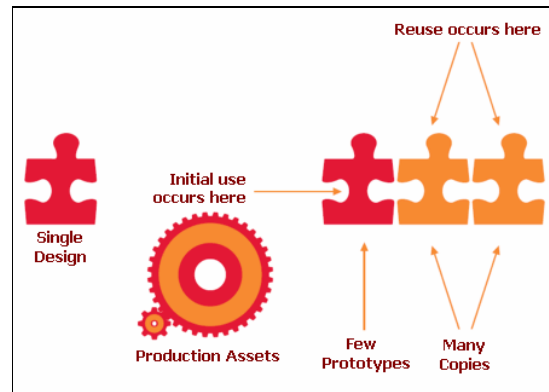 Reuse occurs here
Initial use
occurs here
Single
Design
Production Assets
Few
Prototypes
Many
Copies